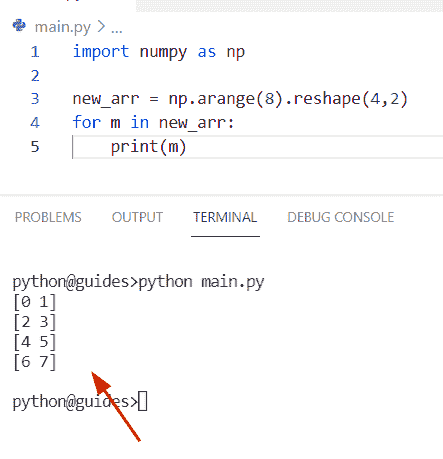 main.py > ...
1 import numpy as np
2
3 new_arr = np.arange(8).reshape(4,2)
4 for m in new_arr:
5     print(m)
PROBLEMS OUTPUT TERMINAL DEBUG CONSOLE
python@guides>python main.py
[0 1]
[2 3]
[4 5]
[6 7]
python@guides>